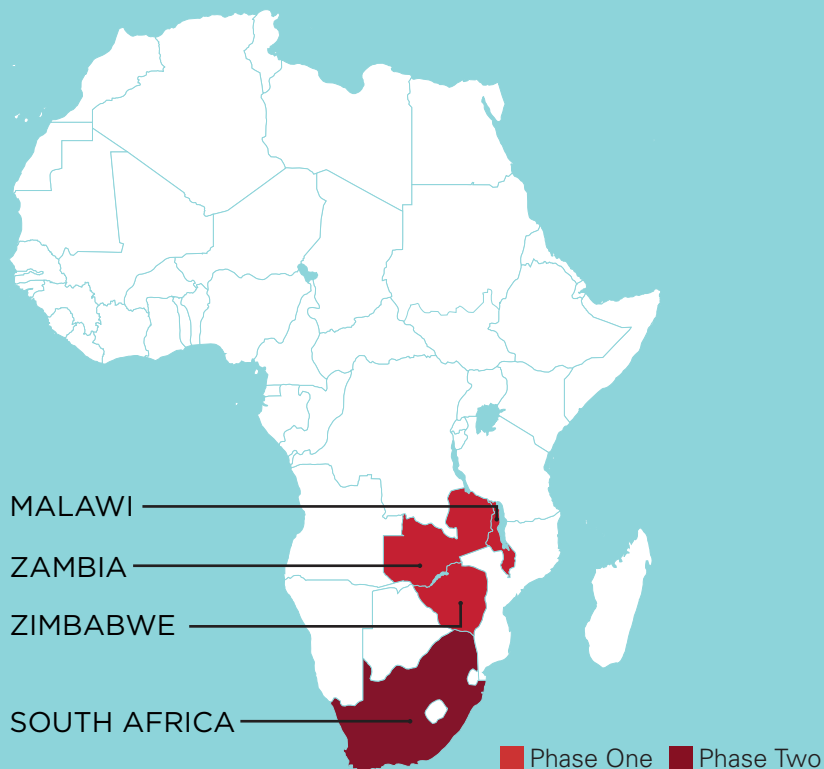 MALAWI
ZAMBIA
ZIMBABWE
SOUTH AFRICA
Phase One Phase Two